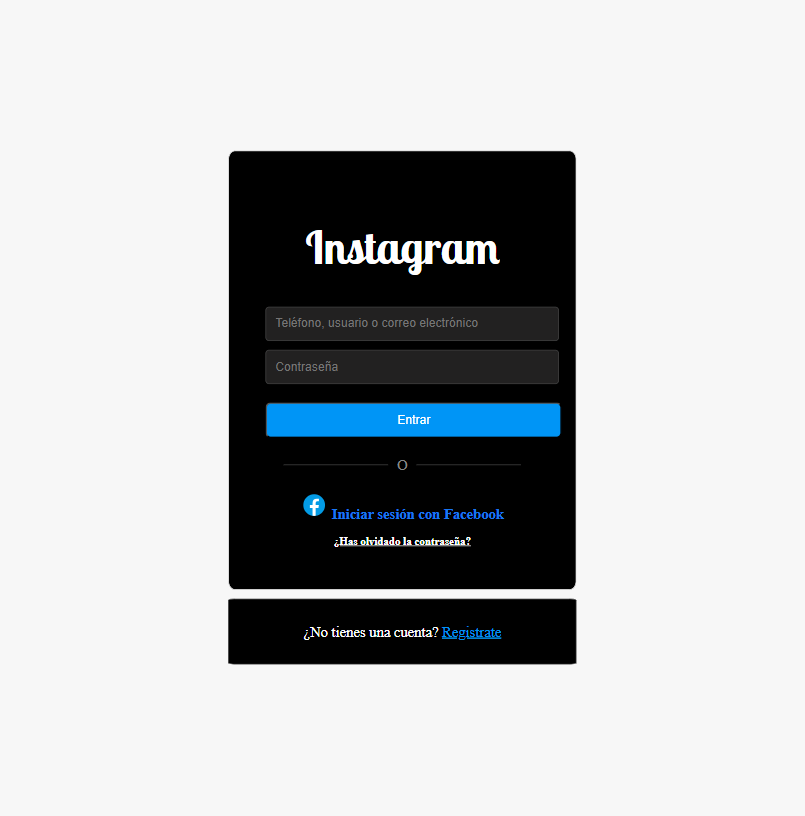 Instagram
Teléfono, usuario o correo electrónico
Contraseña
Entrar
O
Iniciar sesión con Facebook
¿Has olvidado la contraseña?
¿No tienes una cuenta? Registrate